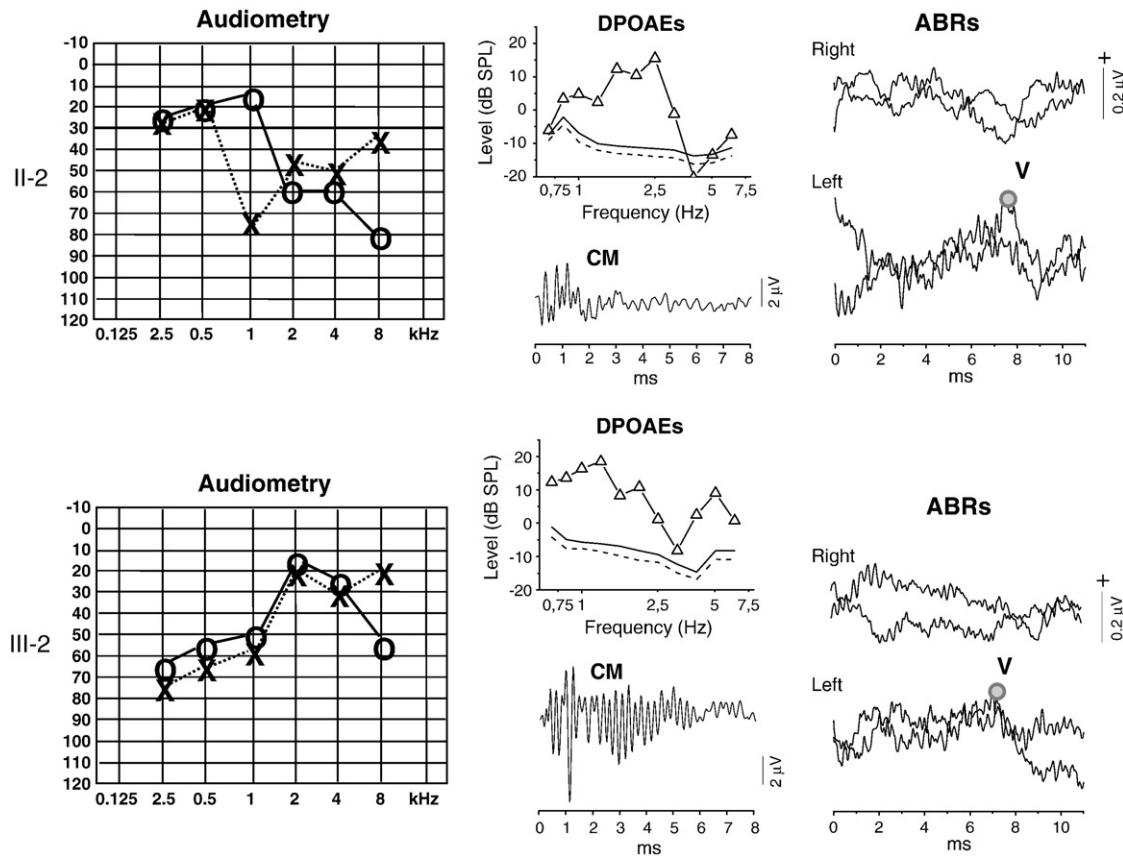 II-2
Audiometry
-10
0
10
20
30
40
50
60
70
80
90
100
110
120
0.125 2.5 0.5 1 2 4 8 kHz
DPOAEs
Level (dB SPL)
20
10
0
-10
-20
0,75 1 2,5 5 7,5
Frequency (Hz)
CM
2 µV
0 1 2 3 4 5 6 7 8
ms
ABRs
Right
+
0.2 µV
V
Left
0 2 4 6 8 10
ms
III-2
Audiometry
-10
0
10
20
30
40
50
60
70
80
90
100
110
120
0.125 2.5 0.5 1 2 4 8 kHz
DPOAEs
Level (dB SPL)
20
10
0
-10
-20
0,75 1 2,5 5 7,5
Frequency (Hz)
CM
2 µV
0 1 2 3 4 5 6 7 8
ms
ABRs
Right
+
0.2 µV
V
Left
0 2 4 6 8 10
ms